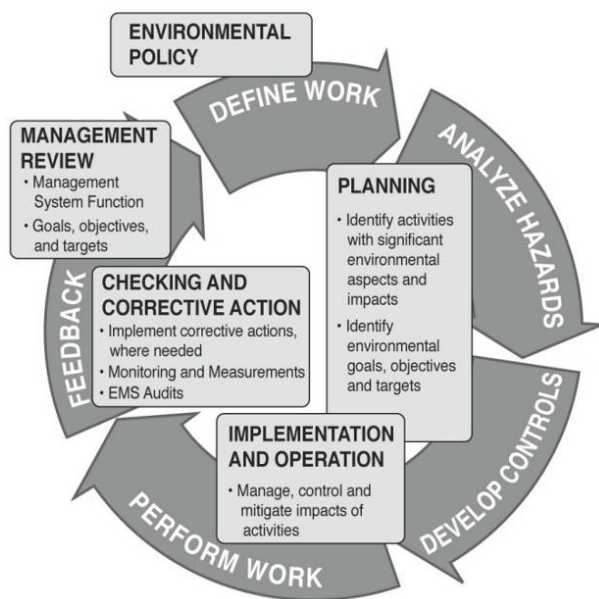 ENVIRONMENTAL
POLICY
DEFINE WORK
ANALYZE HAZARDS
MANAGEMENT
REVIEW
• Management
System Function
• Goals, objectives,
and targets
PLANNING
• Identify activities
with significant
environmental
aspects and
impacts
• Identify
environmental
goals, objectives
and targets
CHECKING AND
CORRECTIVE ACTION
• Implement corrective actions,
where needed
• Monitoring and Measurements
• EMS Audits
FEEDBACK
IMPLEMENTATION
AND OPERATION
• Manage, control and
mitigate impacts of
activities
DEVELOP CONTROLS
PERFORM WORK